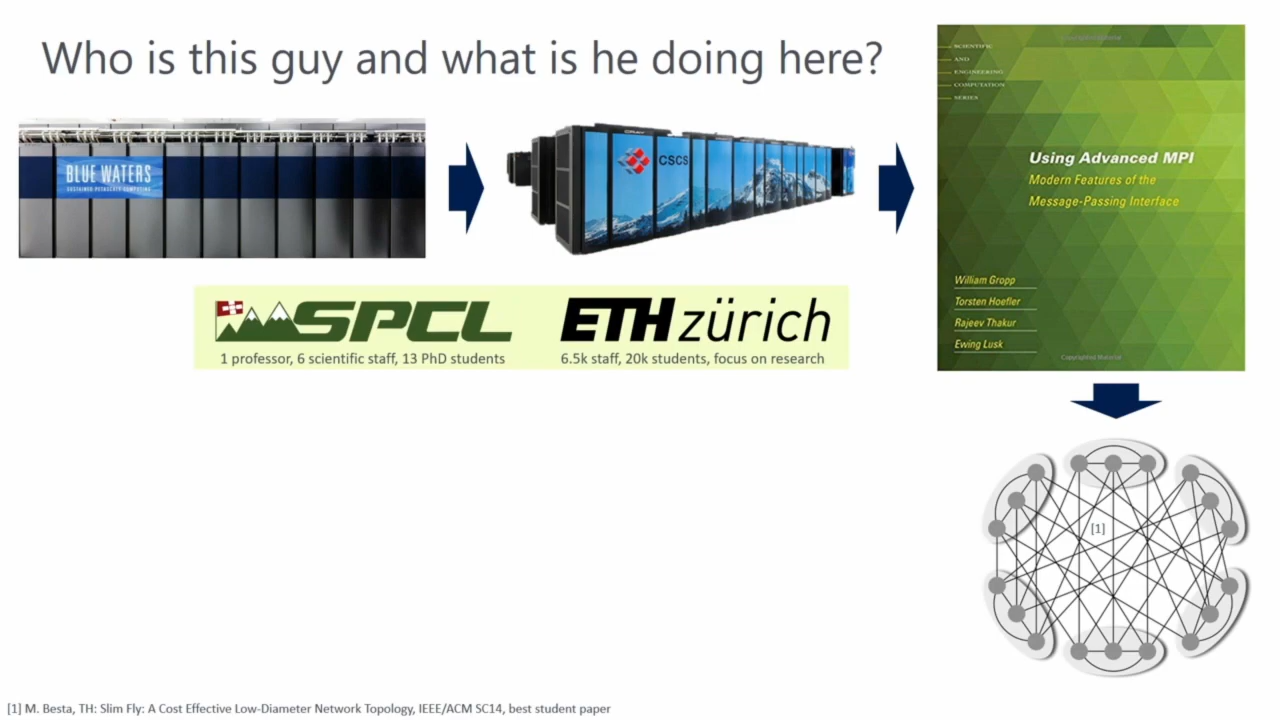 Who is this guy and what is he doing here?
BLUE WATERS
SUSTAINED PETASCALE COMPUTING
CRAY
CSCS
Copyrighted Material
SCIENTIFIC
AND
ENGINEERING
COMPUTATION
SERIES
Using Advanced MPI
Modern Features of the
Message-Passing Interface
William Gropp
Torsten Hoefler
Rajeev Thakur
Ewing Lusk
Copyrighted Material
SPCL
1 professor, 6 scientific staff, 13 PhD students
ETH zürich
6.5k staff, 20k students, focus on research
[1]
[1] M. Besta, TH: Slim Fly: A Cost Effective Low-Diameter Network Topology, IEEE/ACM SC14, best student paper